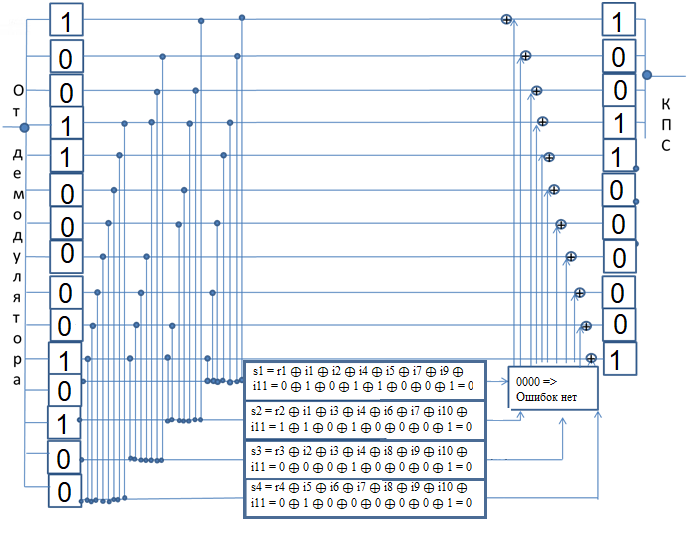 От демодулятора
1
0
0
1
1
0
0
0
0
0
1
0
1
0
0
s1 = r1 ⊕ i1 ⊕ i2 ⊕ i4 ⊕ i5 ⊕ i7 ⊕ i9 ⊕
i11 = 0 ⊕ 1 ⊕ 0 ⊕ 1 ⊕ 1 ⊕ 0 ⊕ 0 ⊕ 1 = 0
s2 = r2 ⊕ i1 ⊕ i3 ⊕ i4 ⊕ i6 ⊕ i7 ⊕ i10 ⊕
i11 = 1 ⊕ 1 ⊕ 0 ⊕ 1 ⊕ 0 ⊕ 0 ⊕ 0 ⊕ 1 = 0
s3 = r3 ⊕ i2 ⊕ i3 ⊕ i4 ⊕ i8 ⊕ i9 ⊕ i10 ⊕
i11 = 0 ⊕ 0 ⊕ 0 ⊕ 1 ⊕ 0 ⊕ 0 ⊕ 0 ⊕ 1 = 0
s4 = r4 ⊕ i5 ⊕ i6 ⊕ i7 ⊕ i8 ⊕ i9 ⊕ i10 ⊕
i11 = 0 ⊕ 1 ⊕ 0 ⊕ 0 ⊕ 0 ⊕ 0 ⊕ 0 ⊕ 1 = 0
0000 =>
Ошибок нет
1
0
0
1
1
0
0
0
0
0
1
КПС